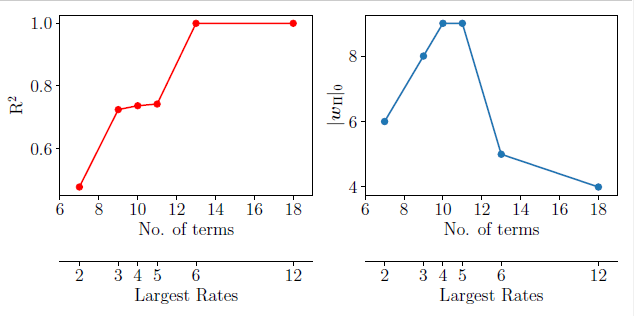 1.0
0.8
0.6
R²
6 8 10 12 14 16 18
No. of terms
2 3 4 5 6 12
Largest Rates
8
6
4
|w_Π|₀
6 8 10 12 14 16 18
No. of terms
2 3 4 5 6 12
Largest Rates